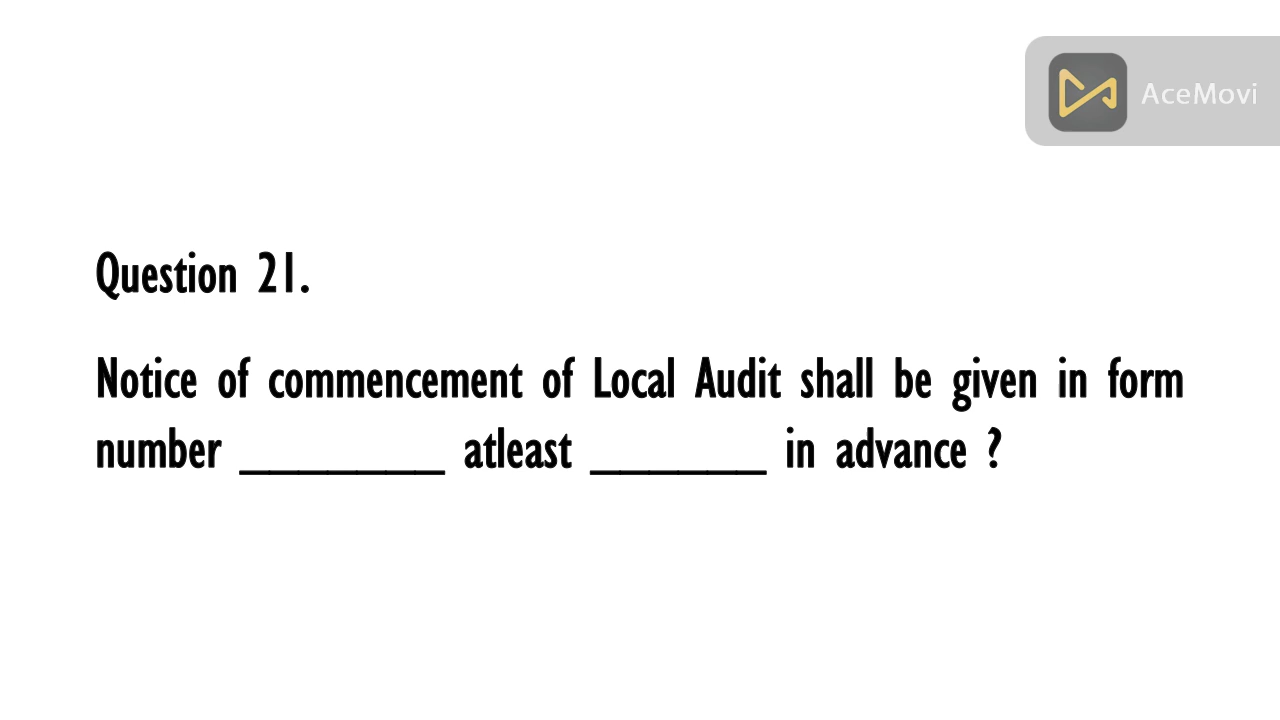 AceMovi
Question 21.
Notice of commencement of Local Audit shall be given in form
number ________ atleast _______ in advance ?